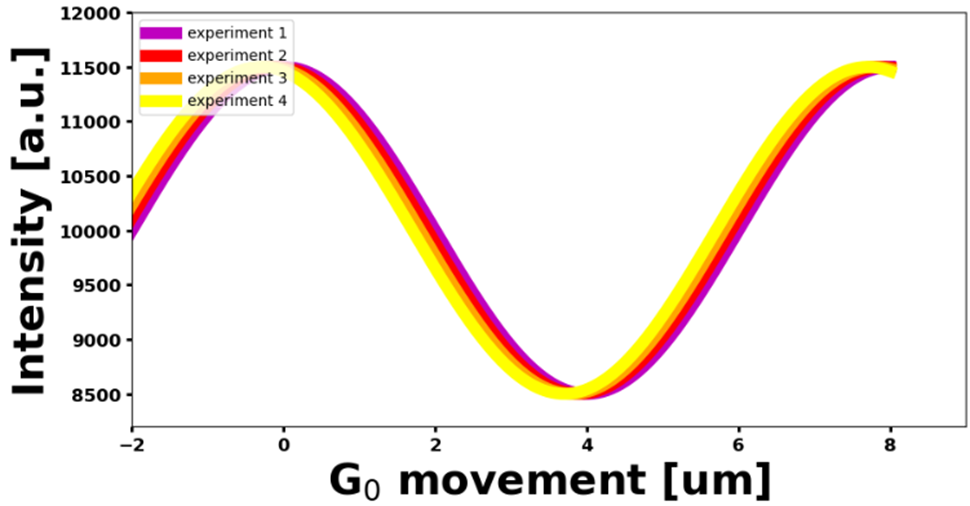 12000
11500
11000
10500
10000
9500
9000
8500
Intensity [a.u.]
experiment 1
experiment 2
experiment 3
experiment 4
−2 0 2 4 6 8
G₀ movement [um]